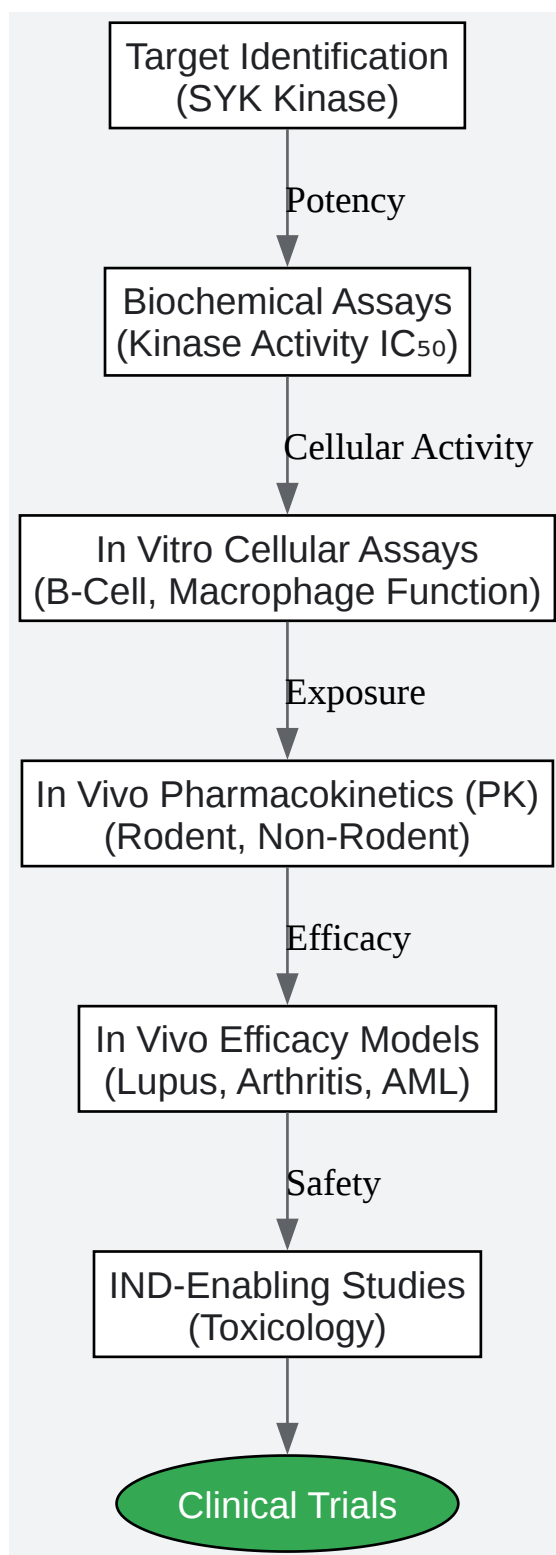 Target Identification
(SYK Kinase)
Potency
Biochemical Assays
(Kinase Activity IC₅₀)
Cellular Activity
In Vitro Cellular Assays
(B-Cell, Macrophage Function)
Exposure
In Vivo Pharmacokinetics (PK)
(Rodent, Non-Rodent)
Efficacy
In Vivo Efficacy Models
(Lupus, Arthritis, AML)
Safety
IND-Enabling Studies
(Toxicology)
Clinical Trials